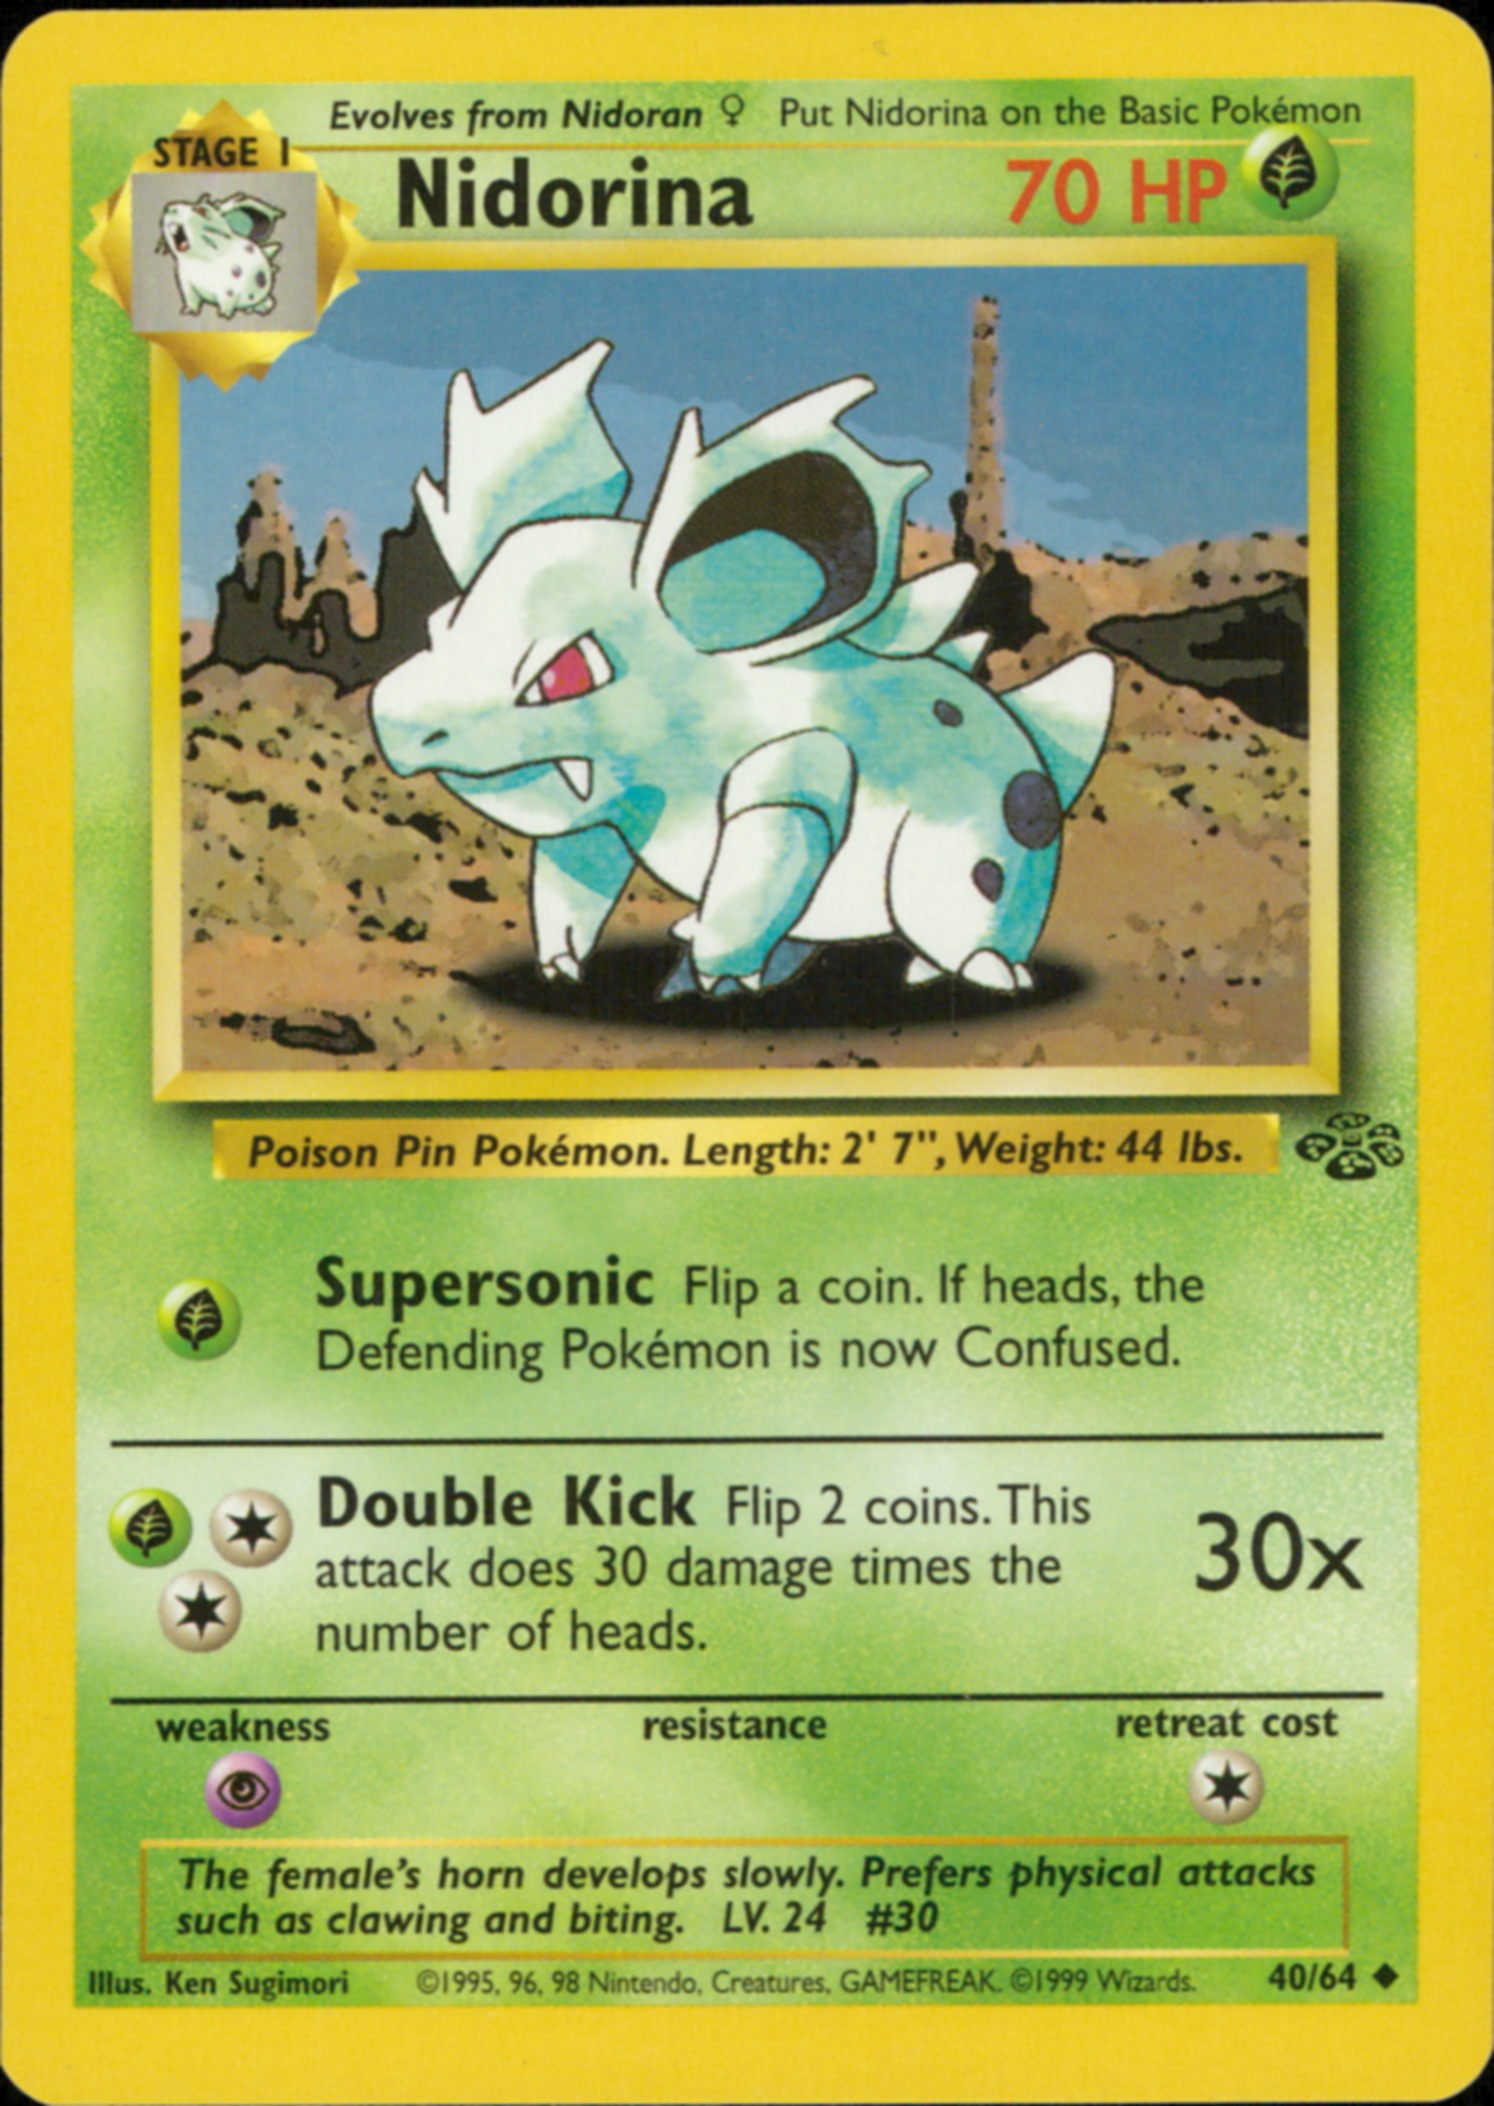 Evolves from Nidoran ♀ Put Nidorina on the Basic Pokémon
STAGE 1
Nidorina 70 HP
Poison Pin Pokémon. Length: 2' 7", Weight: 44 lbs.
Supersonic Flip a coin. If heads, the
Defending Pokémon is now Confused.
Double Kick Flip 2 coins. This
attack does 30 damage times the
number of heads.
30x
weakness resistance retreat cost
The female's horn develops slowly. Prefers physical attacks
such as clawing and biting. LV. 24 #30
Illus. Ken Sugimori ©1995, 96, 98 Nintendo, Creatures, GAMEFREAK. ©1999 Wizards. 40/64 ◆